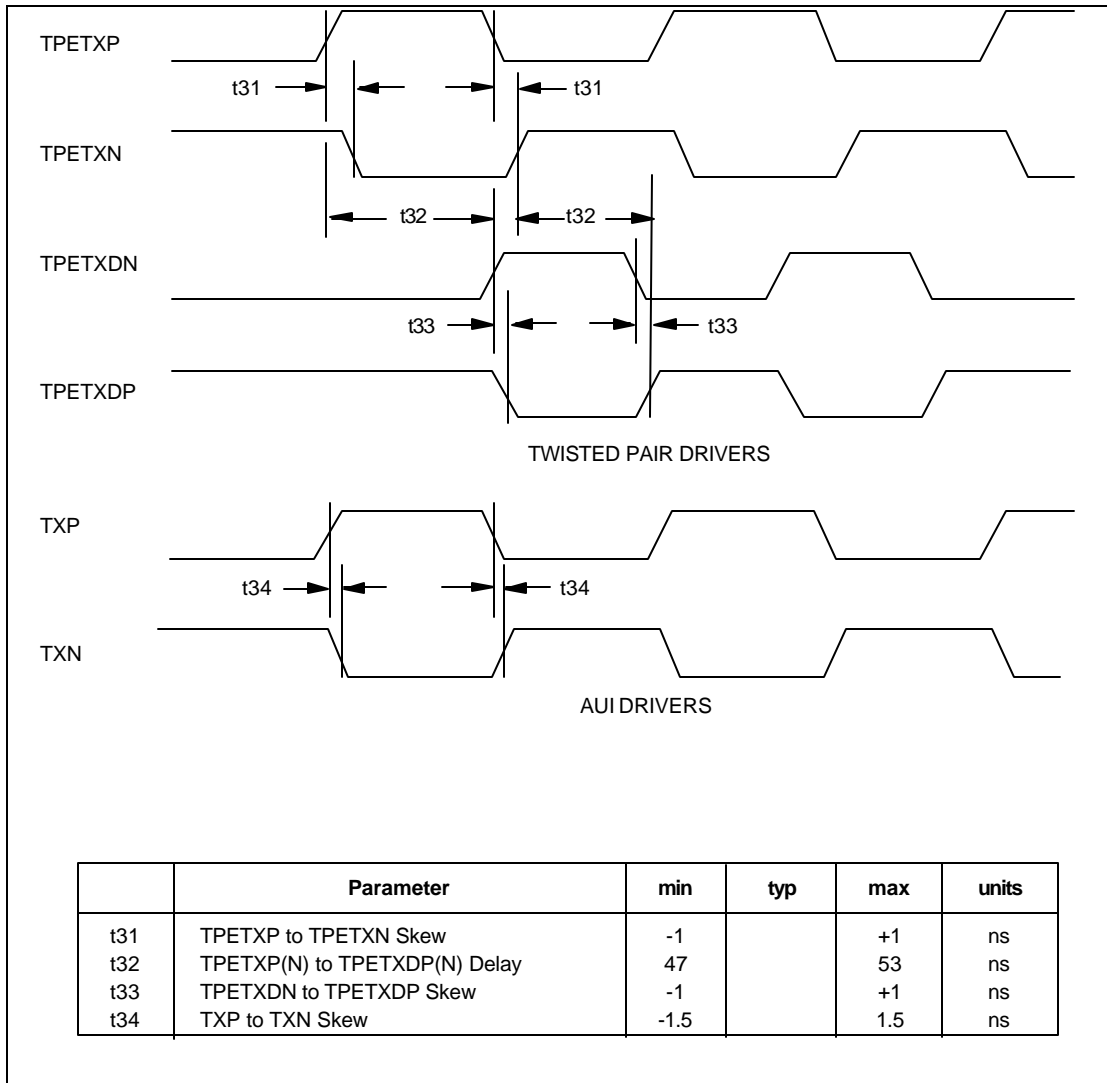 TPETXP
t31 t31
TPETXN
t32 t32
TPETXDN
t33 t33
TPETXDP
TWISTED PAIR DRIVERS
TXP
t34 t34
TXN
AUI DRIVERS
Parameter min typ max units
t31 TPETXP to TPETXN Skew -1 +1 ns
t32 TPETXP(N) to TPETXDP(N) Delay 47 53 ns
t33 TPETXDN to TPETXDP Skew -1 +1 ns
t34 TXP to TXN Skew -1.5 1.5 ns